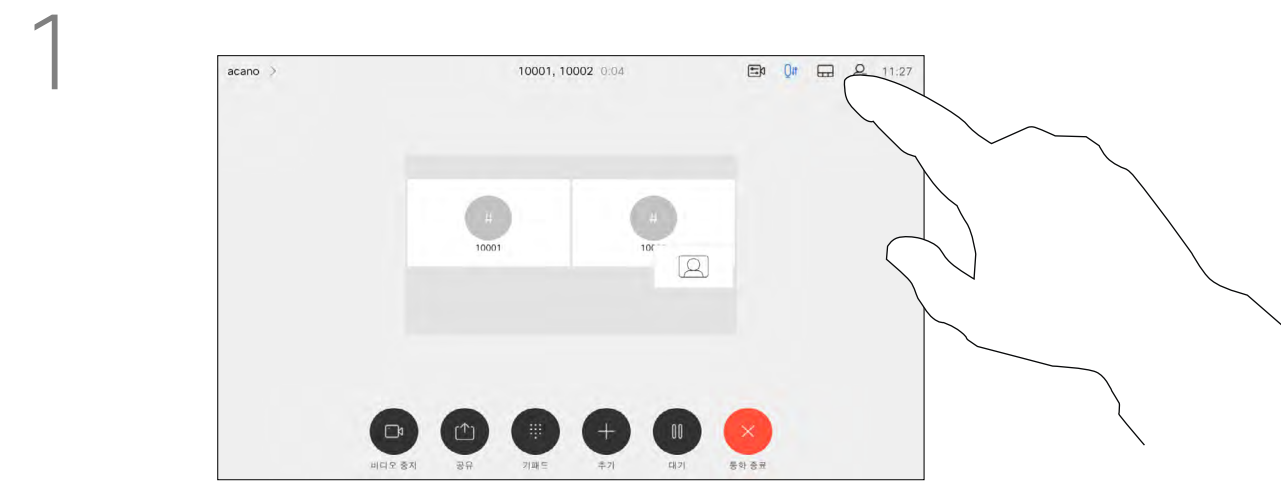 1
acano >
10001, 10002 0:04
11:27
#
#
10001
비디오 중지
공유
키패드
추가
대기
통화 종료